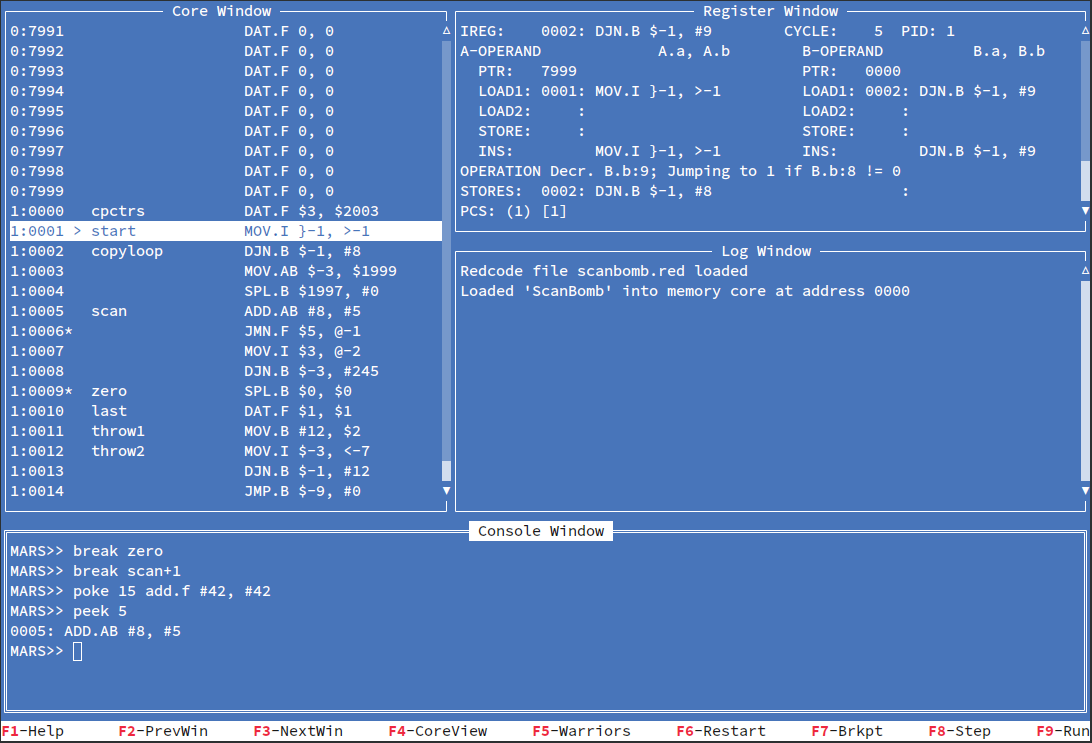 Core Window
0:7991 DAT.F 0, 0
0:7992 DAT.F 0, 0
0:7993 DAT.F 0, 0
0:7994 DAT.F 0, 0
0:7995 DAT.F 0, 0
0:7996 DAT.F 0, 0
0:7997 DAT.F 0, 0
0:7998 DAT.F 0, 0
0:7999 DAT.F 0, 0
1:0000 cpctrs DAT.F $3, $2003
1:0001 > start MOV.I }-1, >-1
1:0002 copyloop DJN.B $-1, #8
1:0003 MOV.AB $-3, $1999
1:0004 SPL.B $1997, #0
1:0005 scan ADD.AB #8, #5
1:0006* JMN.F $5, @-1
1:0007 MOV.I $3, @-2
1:0008 DJN.B $-3, #245
1:0009* zero SPL.B $0, $0
1:0010 last DAT.F $1, $1
1:0011 throw1 MOV.B #12, $2
1:0012 throw2 MOV.I $-3, <-7
1:0013 DJN.B $-1, #12
1:0014 JMP.B $-9, #0
Register Window
IREG: 0002: DJN.B $-1, #9 CYCLE: 5 PID: 1
A-OPERAND A.a, A.b B-OPERAND B.a, B.b
PTR: 7999 PTR: 0000
LOAD1: 0001: MOV.I }-1, >-1 LOAD1: 0002: DJN.B $-1, #9
LOAD2: : LOAD2: :
STORE: : STORE: :
INS: MOV.I }-1, >-1 INS: DJN.B $-1, #9
OPERATION Decr. B.b:9; Jumping to 1 if B.b:8 != 0
STORES: 0002: DJN.B $-1, #8 :
PCS: (1) [1]
Log Window
Redcode file scanbomb.red loaded
Loaded 'ScanBomb' into memory core at address 0000
Console Window
MARS>> break zero
MARS>> break scan+1
MARS>> poke 15 add.f #42, #42
MARS>> peek 5
0005: ADD.AB #8, #5
MARS>>
F1-Help F2-PrevWin F3-NextWin F4-CoreView F5-Warriors F6-Restart F7-Brkpt F8-Step F9-Run